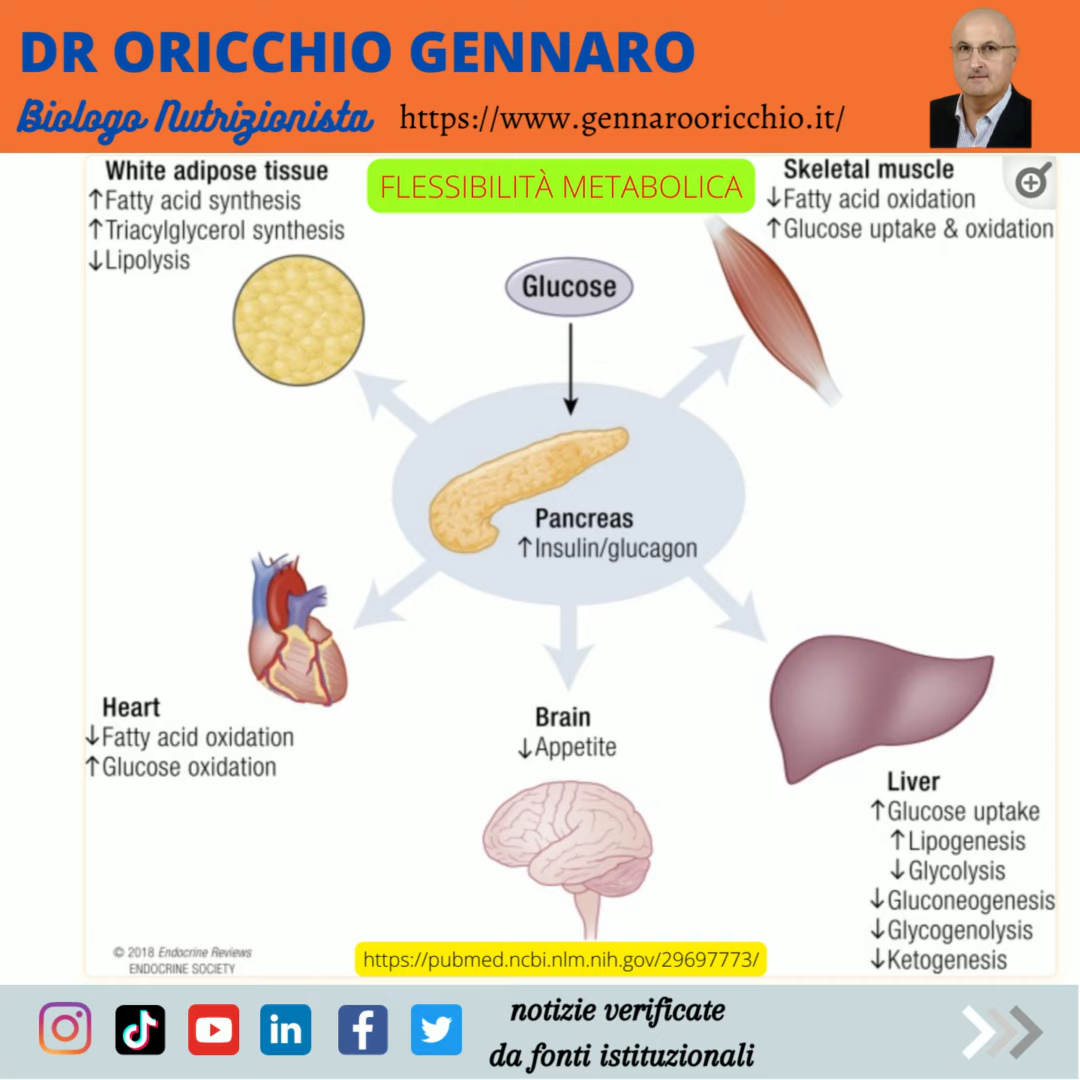 DR ORICCHIO GENNARO
Biologo Nutrizionista
https://www.gennarooricchio.it/
FLESSIBILITÀ METABOLICA
White adipose tissue
↑Fatty acid synthesis
↑Triacylglycerol synthesis
↓Lipolysis
Skeletal muscle
↓Fatty acid oxidation
↑Glucose uptake & oxidation
Glucose
Pancreas
↑Insulin/glucagon
Heart
↓Fatty acid oxidation
↑Glucose oxidation
Brain
↓Appetite
Liver
↑Glucose uptake
↑Lipogenesis
↓Glycolysis
↓Gluconeogenesis
↓Glycogenolysis
↓Ketogenesis
© 2018 Endocrine Reviews
ENDOCRINE SOCIETY
https://pubmed.ncbi.nlm.nih.gov/29697773/
in
f
notizie verificate
da fonti istituzionali